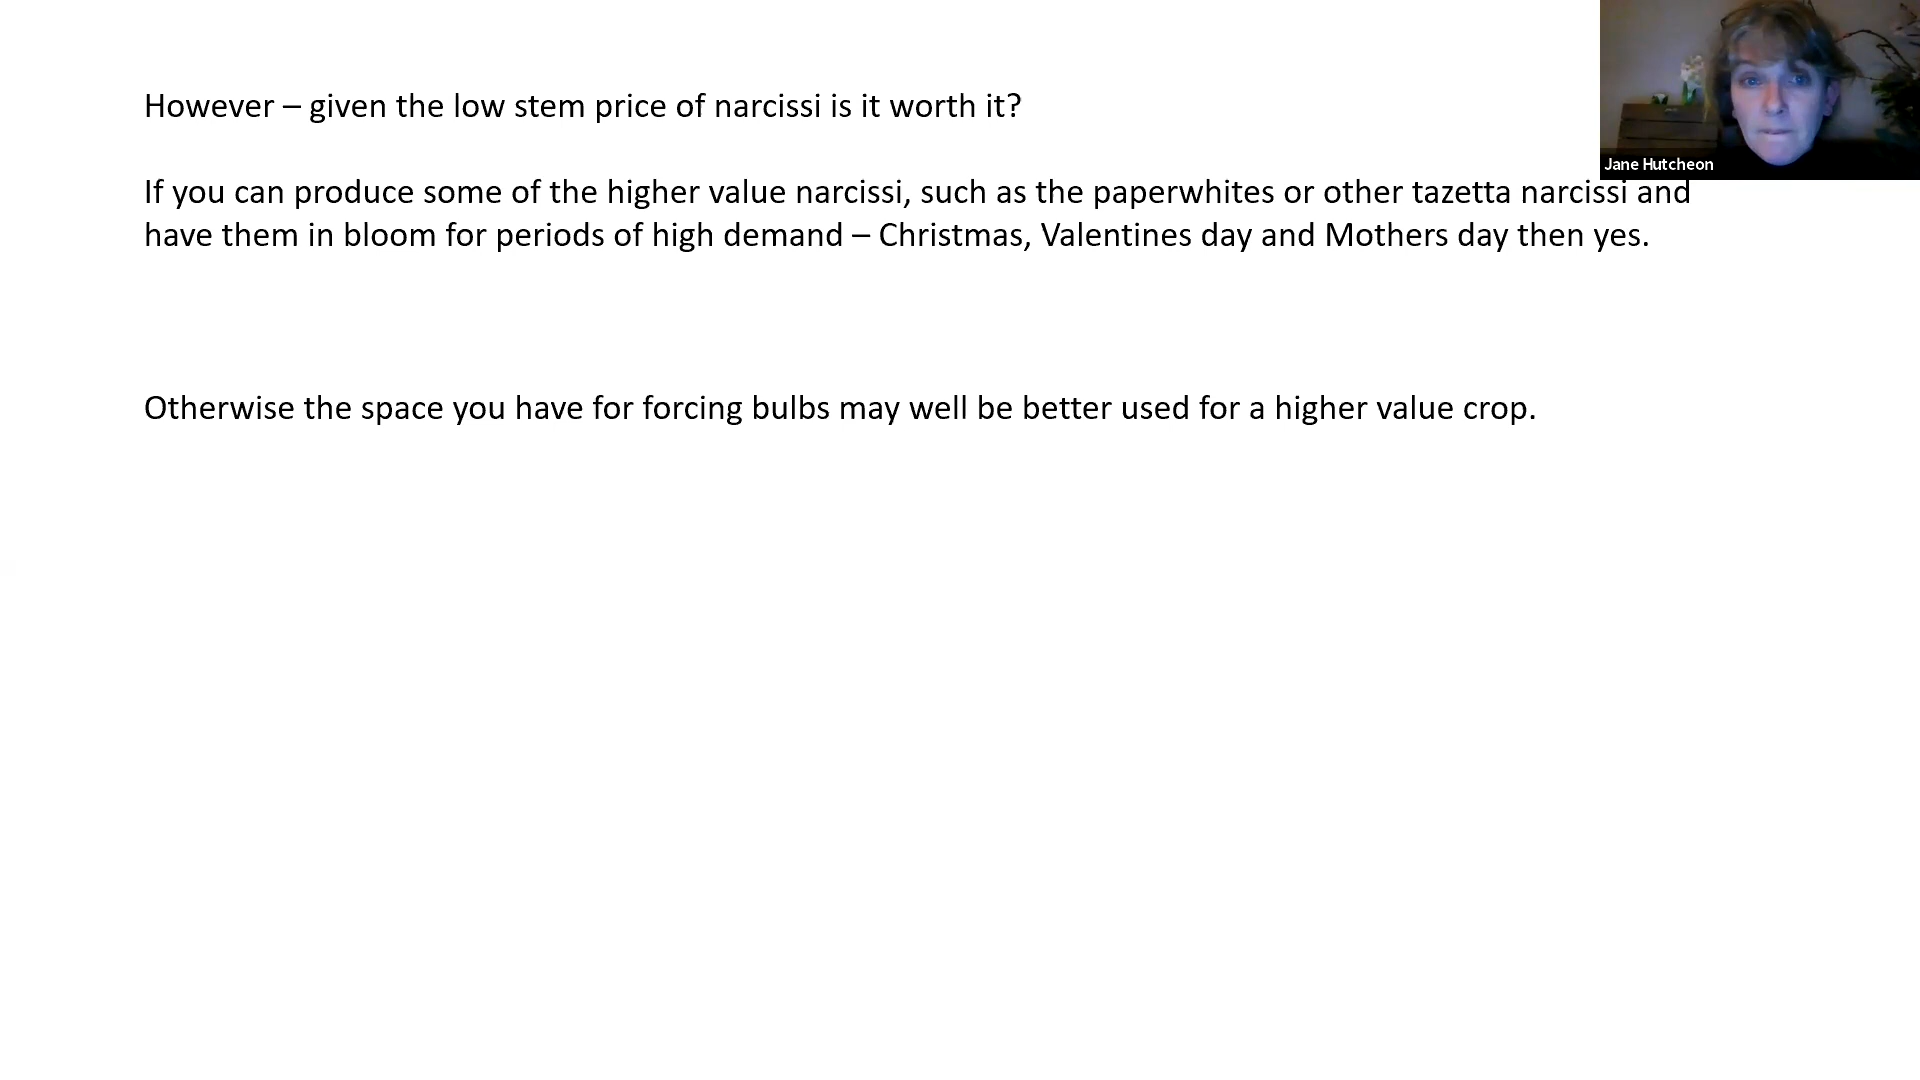 However – given the low stem price of narcissi is it worth it?
Jane Hutcheon
If you can produce some of the higher value narcissi, such as the paperwhites or other tazetta narcissi and
have them in bloom for periods of high demand – Christmas, Valentines day and Mothers day then yes.
Otherwise the space you have for forcing bulbs may well be better used for a higher value crop.